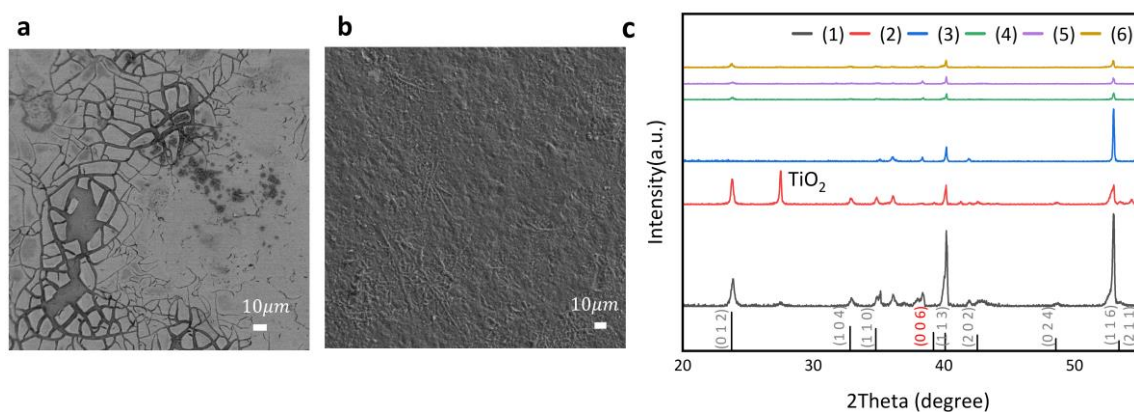 a
b
c
10μm
10μm
(1) (2) (3) (4) (5) (6)
TiO2
Intensity(a.u.)
(0 1 2)
(1 0 4)
(1 1 0)
(0 0 6)
(1 1 3)
(2 0 2)
(0 2 4)
(1 1 6)
20 30 40 50
2Theta (degree)